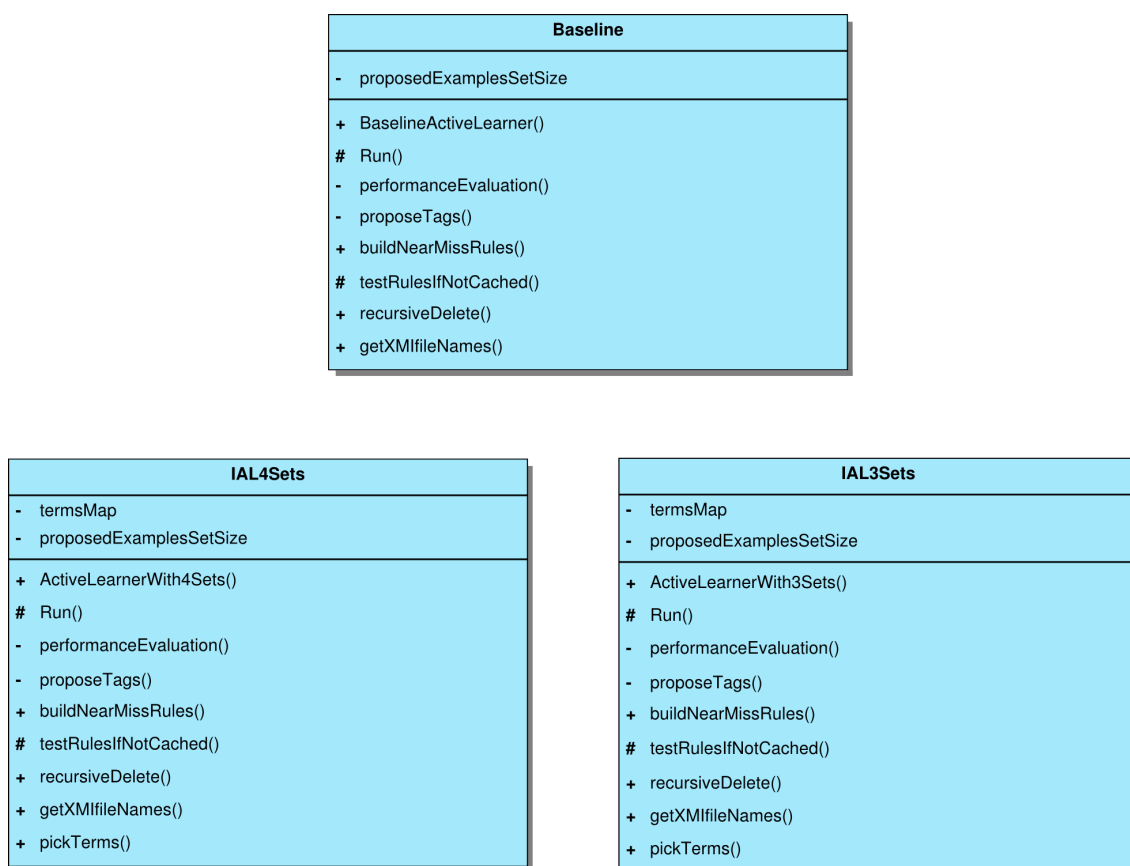 Baseline
- proposedExamplesSetSize
+ BaselineActiveLearner()
# Run()
- performanceEvaluation()
- proposeTags()
+ buildNearMissRules()
# testRulesIfNotCached()
+ recursiveDelete()
+ getXMIfileNames()
IAL4Sets
- termsMap
- proposedExamplesSetSize
+ ActiveLearnerWith4Sets()
# Run()
- performanceEvaluation()
- proposeTags()
+ buildNearMissRules()
# testRulesIfNotCached()
+ recursiveDelete()
+ getXMIfileNames()
+ pickTerms()
IAL3Sets
- termsMap
- proposedExamplesSetSize
+ ActiveLearnerWith3Sets()
# Run()
- performanceEvaluation()
- proposeTags()
+ buildNearMissRules()
# testRulesIfNotCached()
+ recursiveDelete()
+ getXMIfileNames()
+ pickTerms()